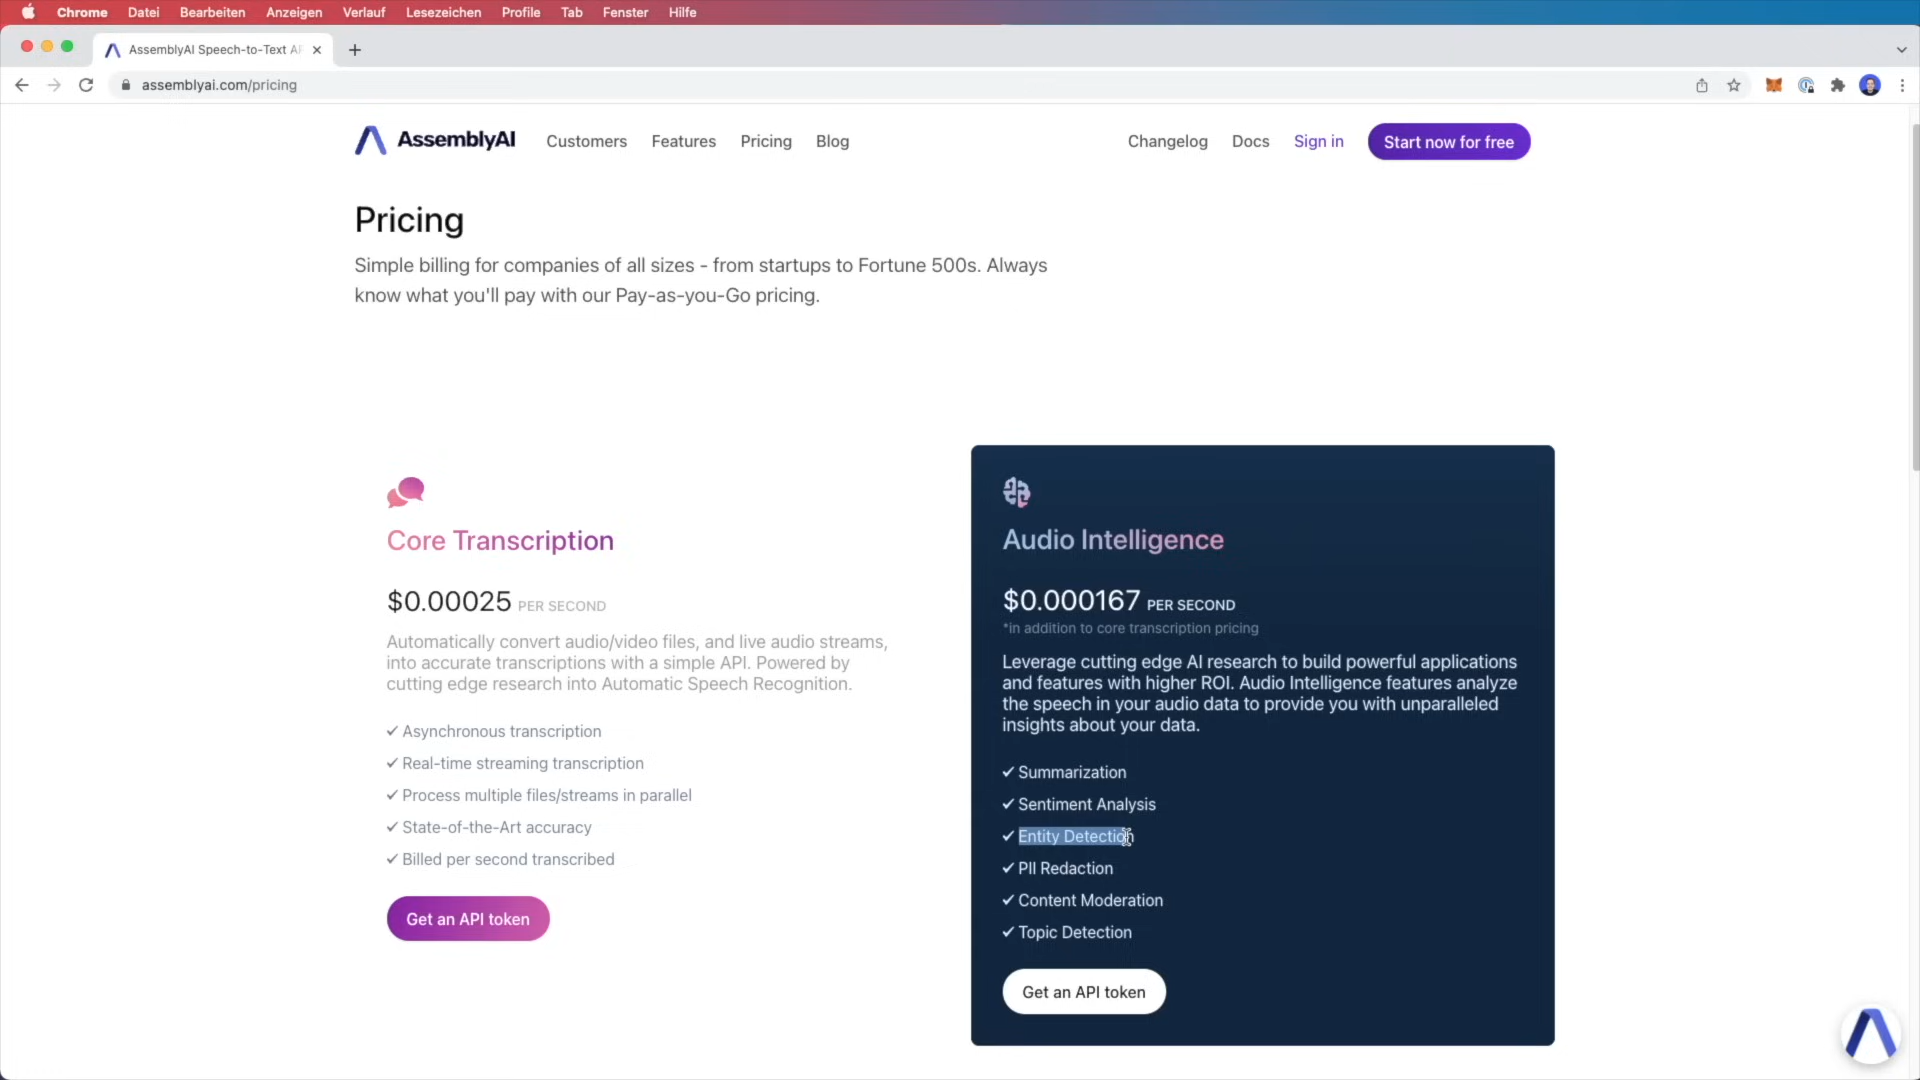 Chrome Datei Bearbeiten Anzeigen Verlauf Lesezeichen Profile Tab Fenster Hilfe
AssemblyAI Speech-to-Text AP
assemblyai.com/pricing
AssemblyAI Customers Features Pricing Blog Changelog Docs Sign in Start now for free
Pricing
Simple billing for companies of all sizes - from startups to Fortune 500s. Always
know what you'll pay with our Pay-as-you-Go pricing.
Core Transcription
$0.00025 PER SECOND
Automatically convert audio/video files, and live audio streams,
into accurate transcriptions with a simple API. Powered by
cutting edge research into Automatic Speech Recognition.
✓ Asynchronous transcription
✓ Real-time streaming transcription
✓ Process multiple files/streams in parallel
✓ State-of-the-Art accuracy
✓ Billed per second transcribed
Get an API token
Audio Intelligence
$0.000167 PER SECOND
*in addition to core transcription pricing
Leverage cutting edge AI research to build powerful applications
and features with higher ROI. Audio Intelligence features analyze
the speech in your audio data to provide you with unparalleled
insights about your data.
✓ Summarization
✓ Sentiment Analysis
✓ Entity Detection
✓ PII Redaction
✓ Content Moderation
✓ Topic Detection
Get an API token